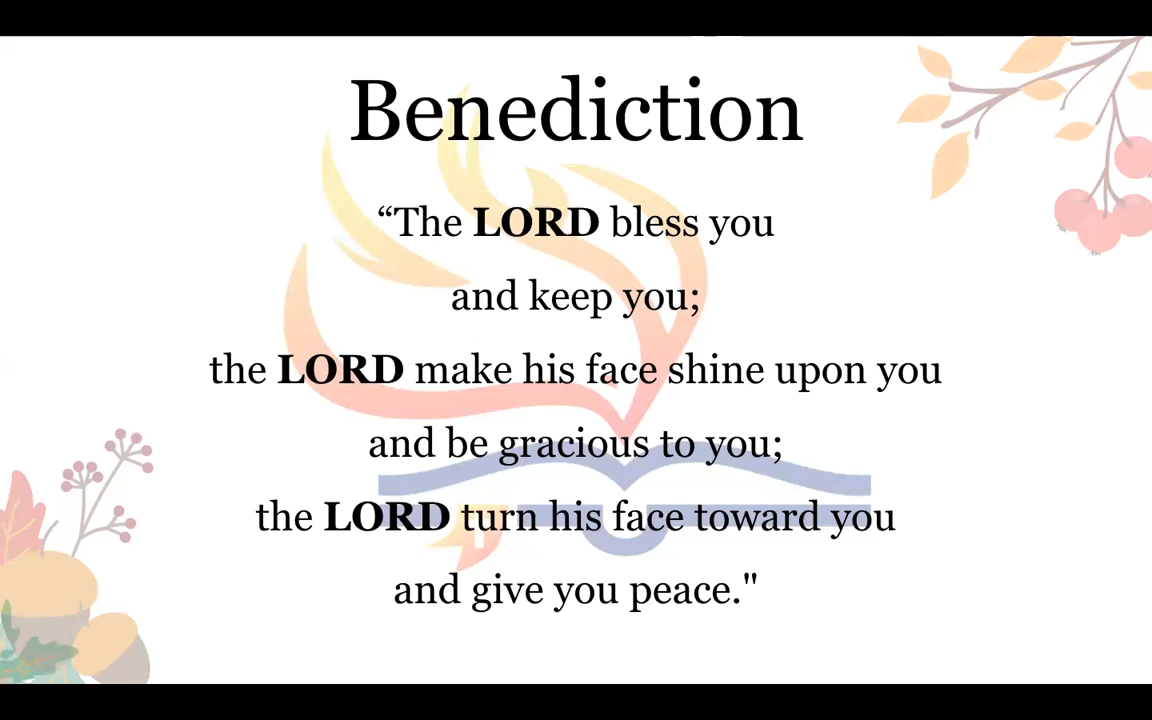 Benediction
“The LORD bless you
and keep you;
the LORD make his face shine upon you
and be gracious to you;
the LORD turn his face toward you
and give you peace."